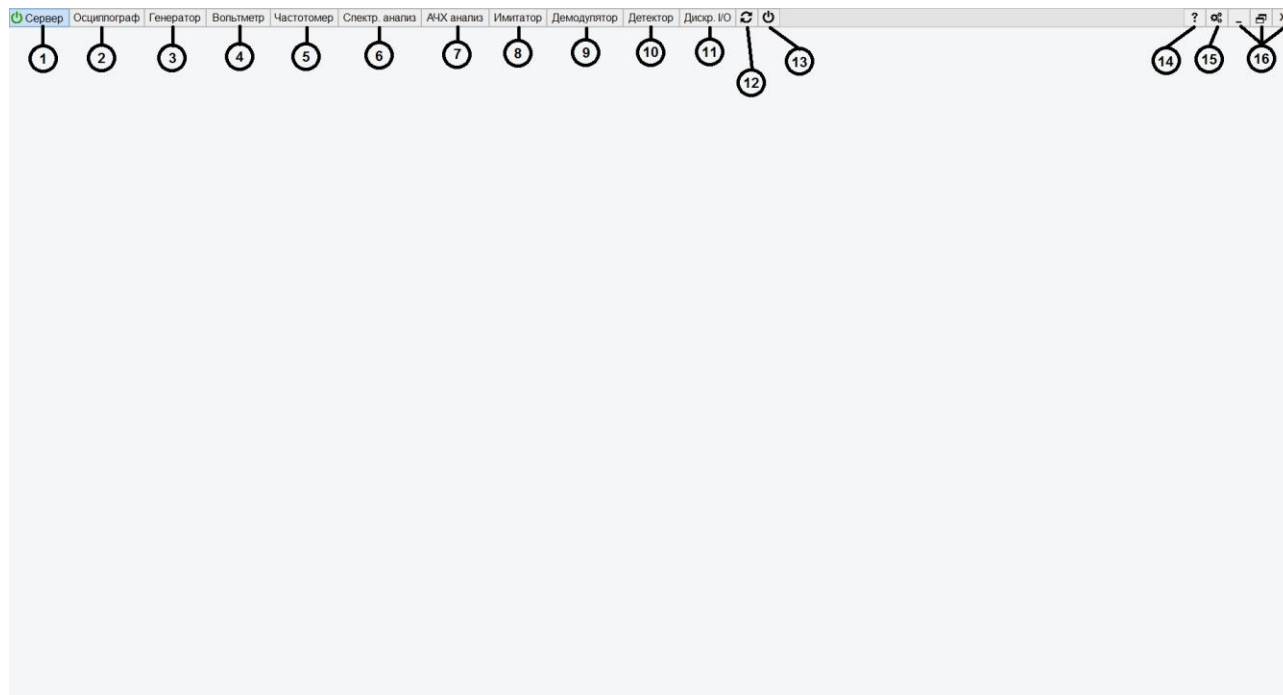 Сервер Осциллограф Генератор Вольтметр Частотомер Спектр. анализ АЧХ анализ Имитатор Демодулятор Детектор Дискр. I/O ?
1 2 3 4 5 6 7 8 9 10 11 12 13 14 15 16